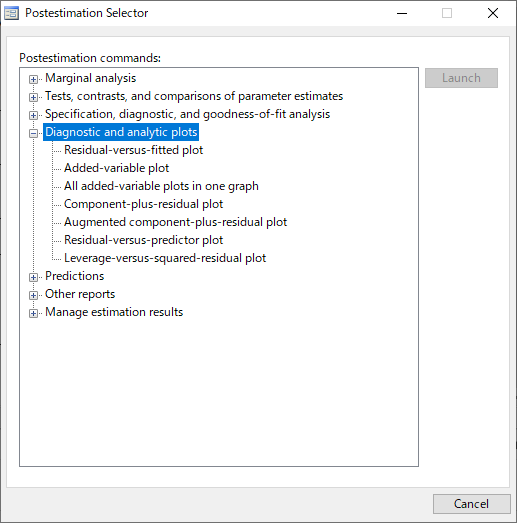 Postestimation Selector
Postestimation commands:
Launch
Marginal analysis
Tests, contrasts, and comparisons of parameter estimates
Specification, diagnostic, and goodness-of-fit analysis
Diagnostic and analytic plots
Residual-versus-fitted plot
Added-variable plot
All added-variable plots in one graph
Component-plus-residual plot
Augmented component-plus-residual plot
Residual-versus-predictor plot
Leverage-versus-squared-residual plot
Predictions
Other reports
Manage estimation results
Cancel